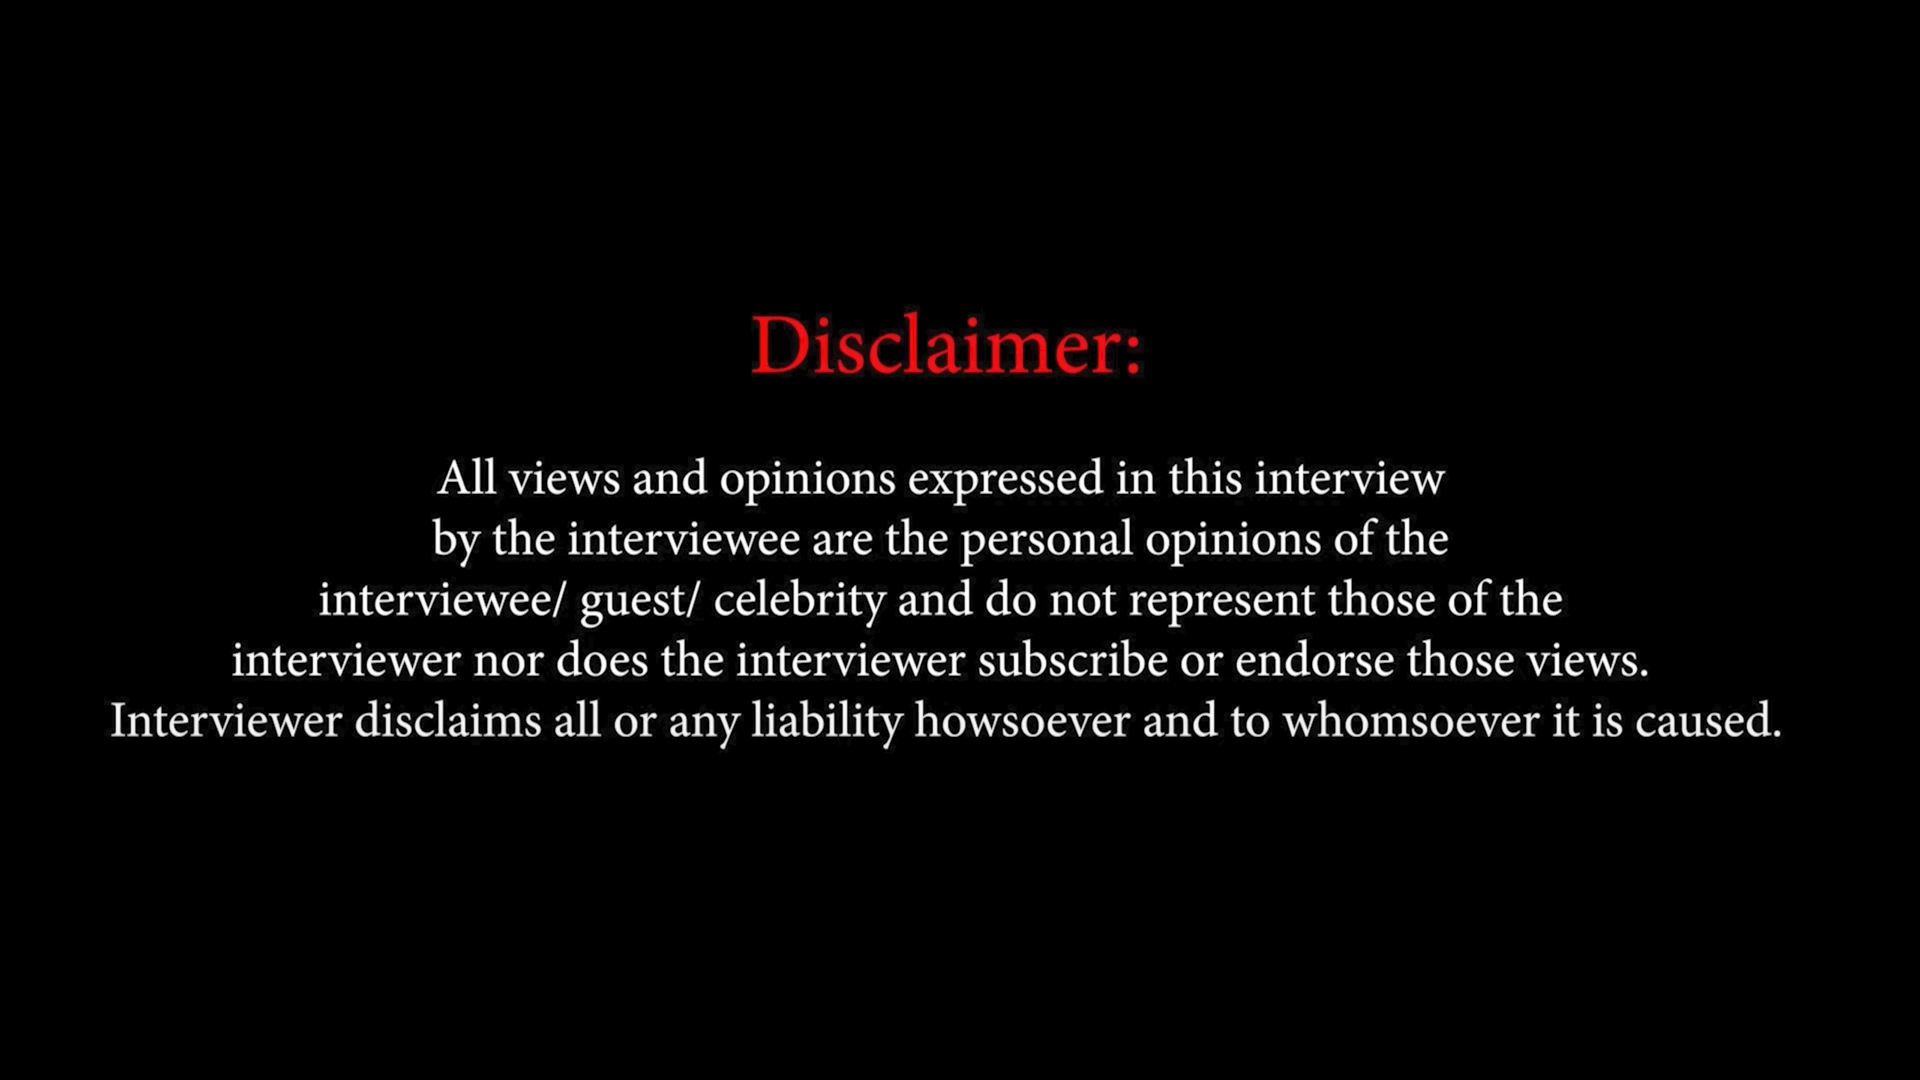 Disclaimer:
All views and opinions expressed in this interview
by the interviewee are the personal opinions of the
interviewee/ guest/ celebrity and do not represent those of the
interviewer nor does the interviewer subscribe or endorse those views.
Interviewer disclaims all or any liability howsoever and to whomsoever it is caused.